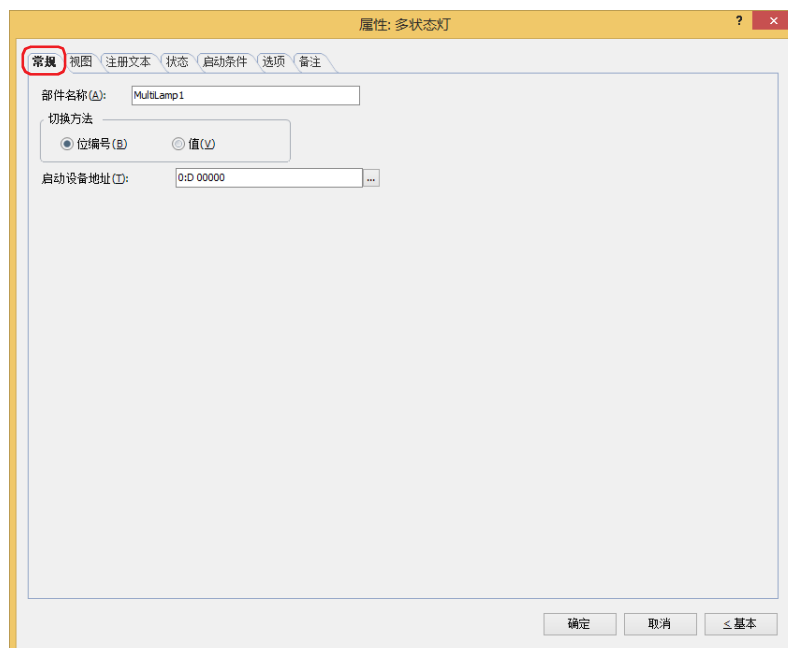 属性: 多状态灯
?
×
常规 视图 注册文本 状态 启动条件 选项 备注
部件名称(A): MultiLamp1
切换方法
位编号(B) 值(V)
启动设备地址(T): 0:D 00000 ...
确定 取消 <基本